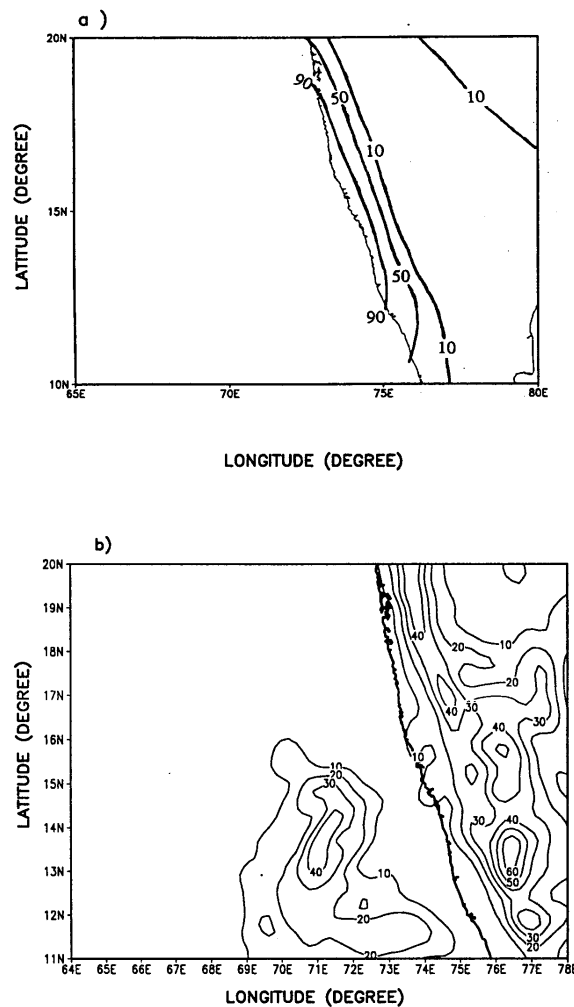 a )
20N
90
50
10
10
15N
50
90
10
10N
65E
70E
75E
80E
LATITUDE (DEGREE)
LONGITUDE (DEGREE)
b)
20N
19N
40
10
20
18N
20
17N
40
30
30
40
16N
10
10
20
15N
30
40
14N
30
13N
60
40
10
50
12N
20
30
20
20
11N
64E 65E 66E 67E 68E 69E 70E 71E 72E 73E 74E 75E 76E 77E 78E
LATITUDE (DEGREE)
LONGITUDE (DEGREE)